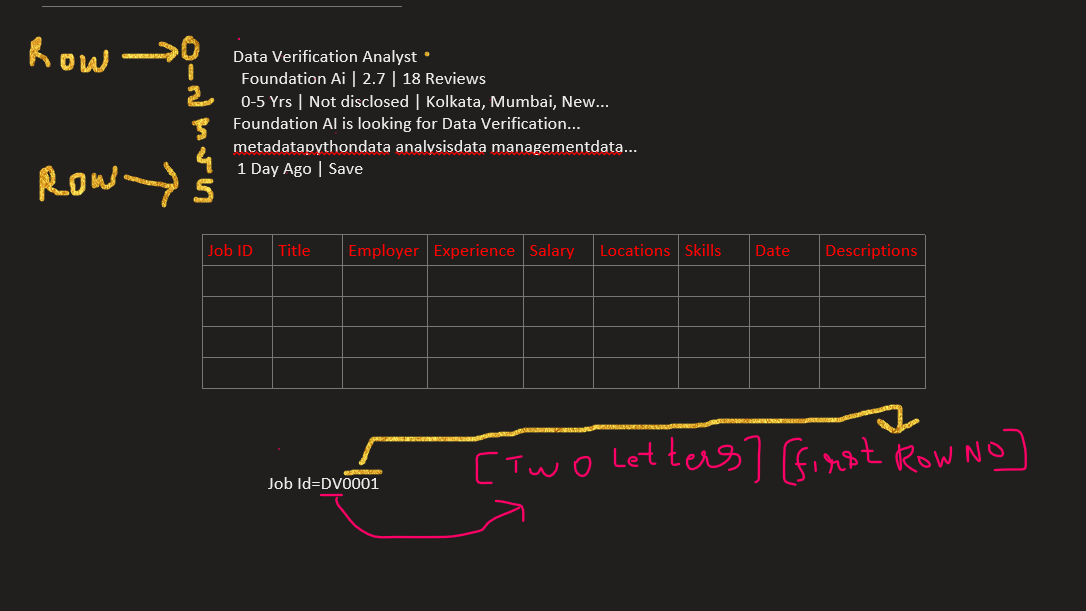 Row → 0
1
2
3
4
Row → 5
Data Verification Analyst
Foundation Ai | 2.7 | 18 Reviews
0-5 Yrs | Not disclosed | Kolkata, Mumbai, New...
Foundation AI is looking for Data Verification...
metadatapythondata analysisdata managementdata...
1 Day Ago | Save
Job ID Title Employer Experience Salary Locations Skills Date Descriptions
[Two Letters] [first Row No]
Job Id=DV0001